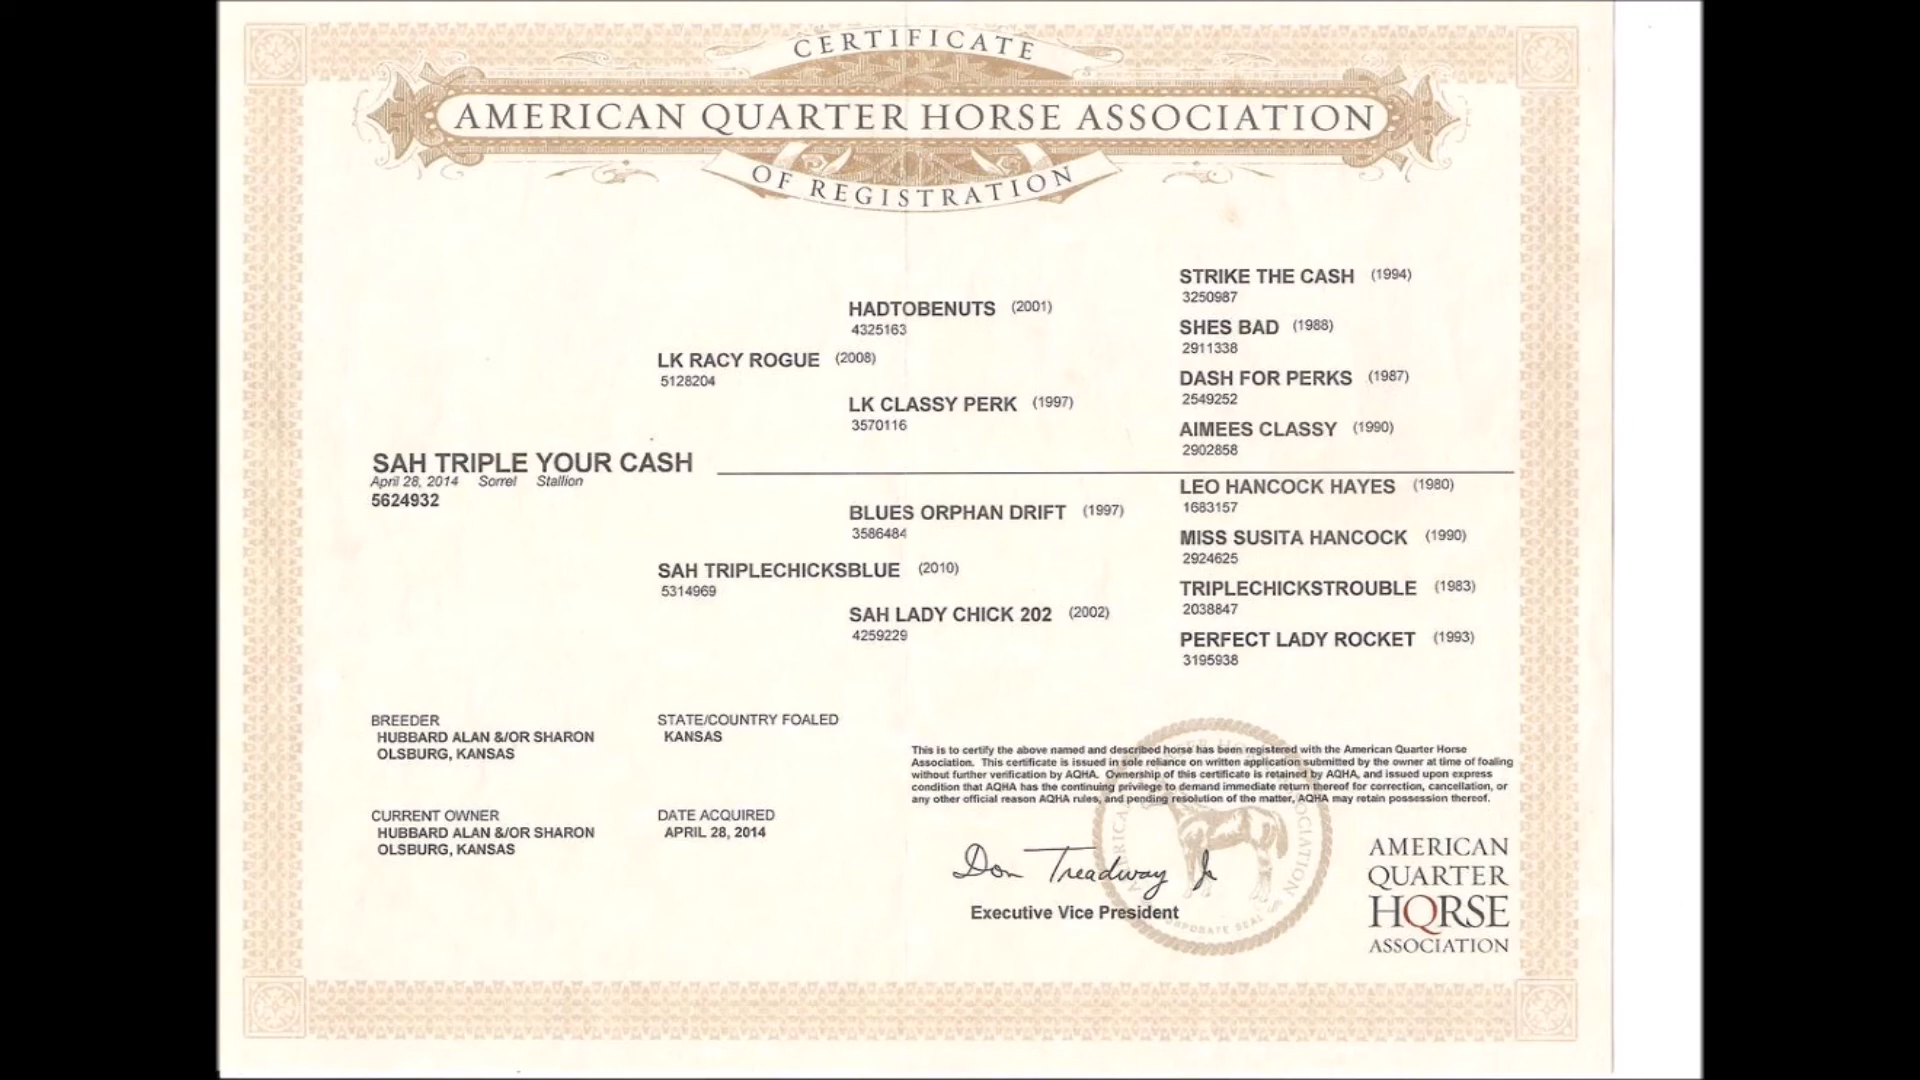 CERTIFICATE
AMERICAN QUARTER HORSE ASSOCIATION
OF REGISTRATION
STRIKE THE CASH (1994)
3250987
HADTOBENUTS (2001)
4325163
SHES BAD (1988)
2911338
LK RACY ROGUE (2008)
5128204
DASH FOR PERKS (1987)
2549252
LK CLASSY PERK (1997)
3570116
AIMEES CLASSY (1990)
2902858
SAH TRIPLE YOUR CASH
April 28, 2014 Sorrel Stallion
5624932
LEO HANCOCK HAYES (1980)
1683157
BLUES ORPHAN DRIFT (1997)
3586484
MISS SUSITA HANCOCK (1990)
2924625
SAH TRIPLECHICKSBLUE (2010)
5314969
TRIPLECHICKSTROUBLE (1983)
2038847
SAH LADY CHICK 202 (2002)
4259229
PERFECT LADY ROCKET (1993)
3195938
BREEDER
HUBBARD ALAN &/OR SHARON
OLSBURG, KANSAS
STATE/COUNTRY FOALED
KANSAS
CURRENT OWNER
HUBBARD ALAN &/OR SHARON
OLSBURG, KANSAS
DATE ACQUIRED
APRIL 28, 2014
This is to certify the above named and described horse has been registered with the American Quarter Horse
Association. This certificate is issued in sole reliance on written application submitted by the owner at time of foaling
without further verification by AQHA. Ownership of this certificate is retained by AQHA, and issued upon express
condition that AQHA has the continuing privilege to demand immediate return thereof for correction, cancellation, or
any other official reason AQHA rules, and pending resolution of the matter, AQHA may retain possession thereof.
Don Treadway Jr
Executive Vice President
AMERICAN
QUARTER
HORSE
ASSOCIATION